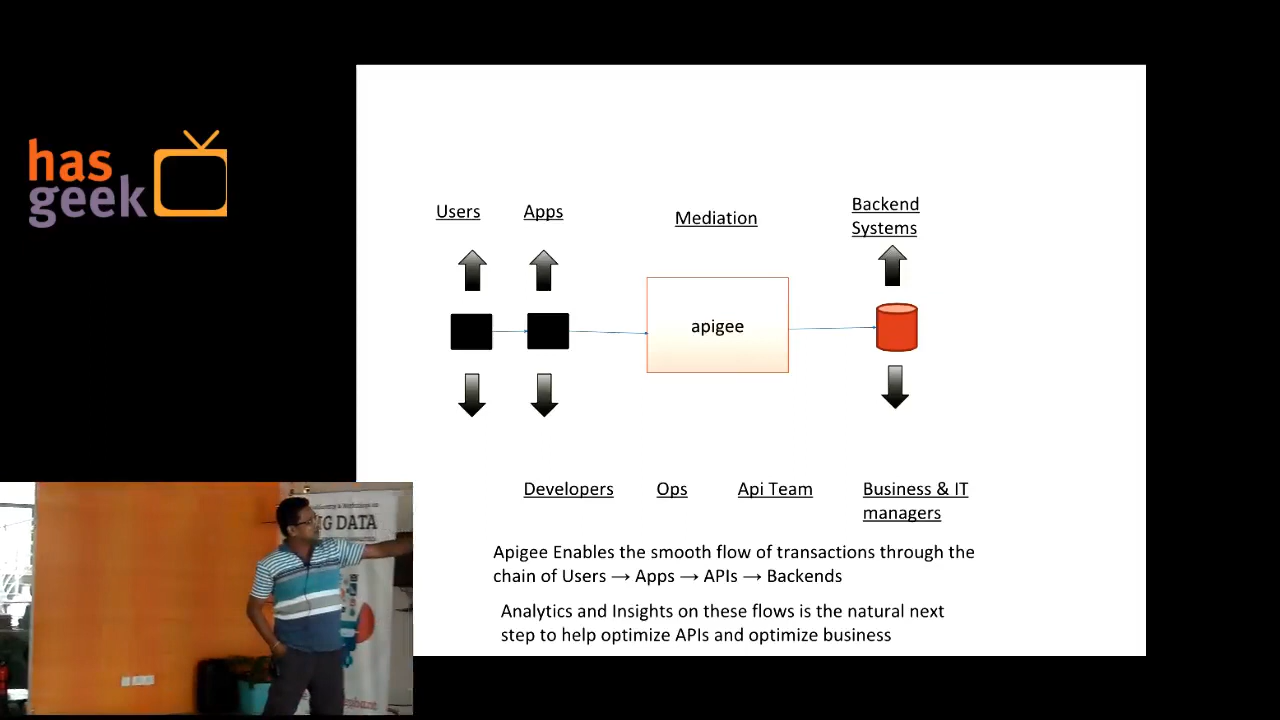 has
geek
Users
Apps
Mediation
Backend
Systems
apigee
Developers
Ops
Api Team
Business & IT
managers
Apigee Enables the smooth flow of transactions through the
chain of Users → Apps → APIs → Backends
Analytics and Insights on these flows is the natural next
step to help optimize APIs and optimize business
DATA